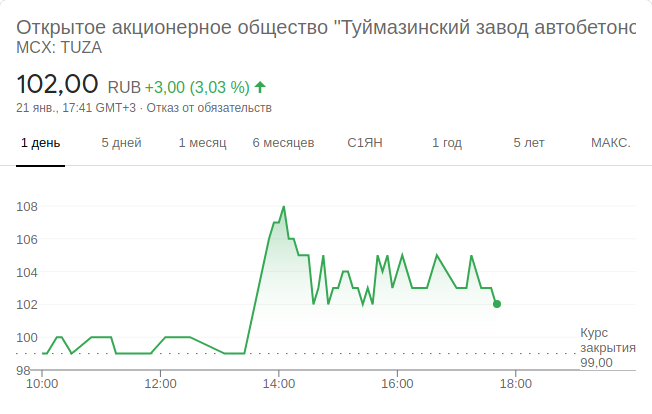 Открытое акционерное общество "Туймазинский завод автобетоно
MCX: TUZA
102,00 RUB +3,00 (3,03 %)
21 янв., 17:41 GMT+3 · Отказ от обязательств
1 день 5 дней 1 месяц 6 месяцев С1ЯН 1 год 5 лет МАКС.
108
106
104
102
100
Курс
закрытия
99,00
98
10:00 12:00 14:00 16:00 18:00